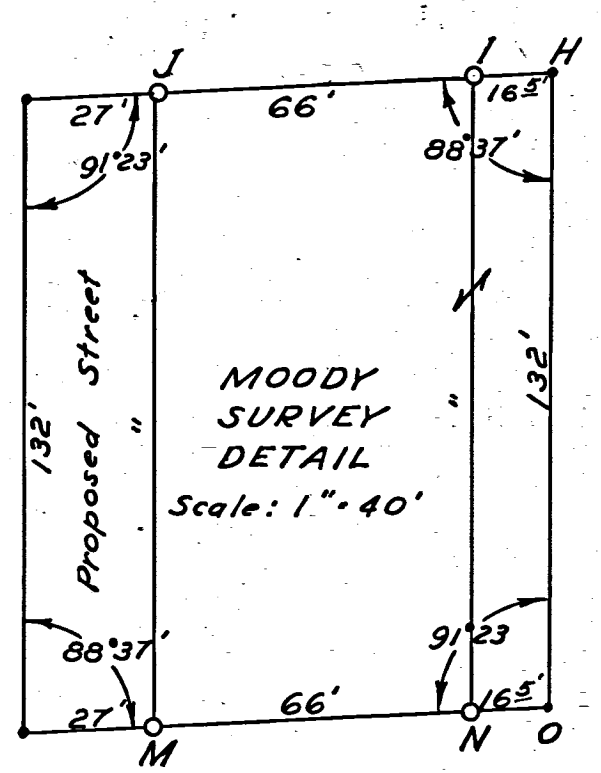 J
I
H
27'
66'
16 5'
91°23'
88°37'
Proposed Street
132'
"
"
132'
MOODY
SURVEY
DETAIL
Scale: 1"=40'
88°37'
91°23
27'
66'
16 5'
M
N
O